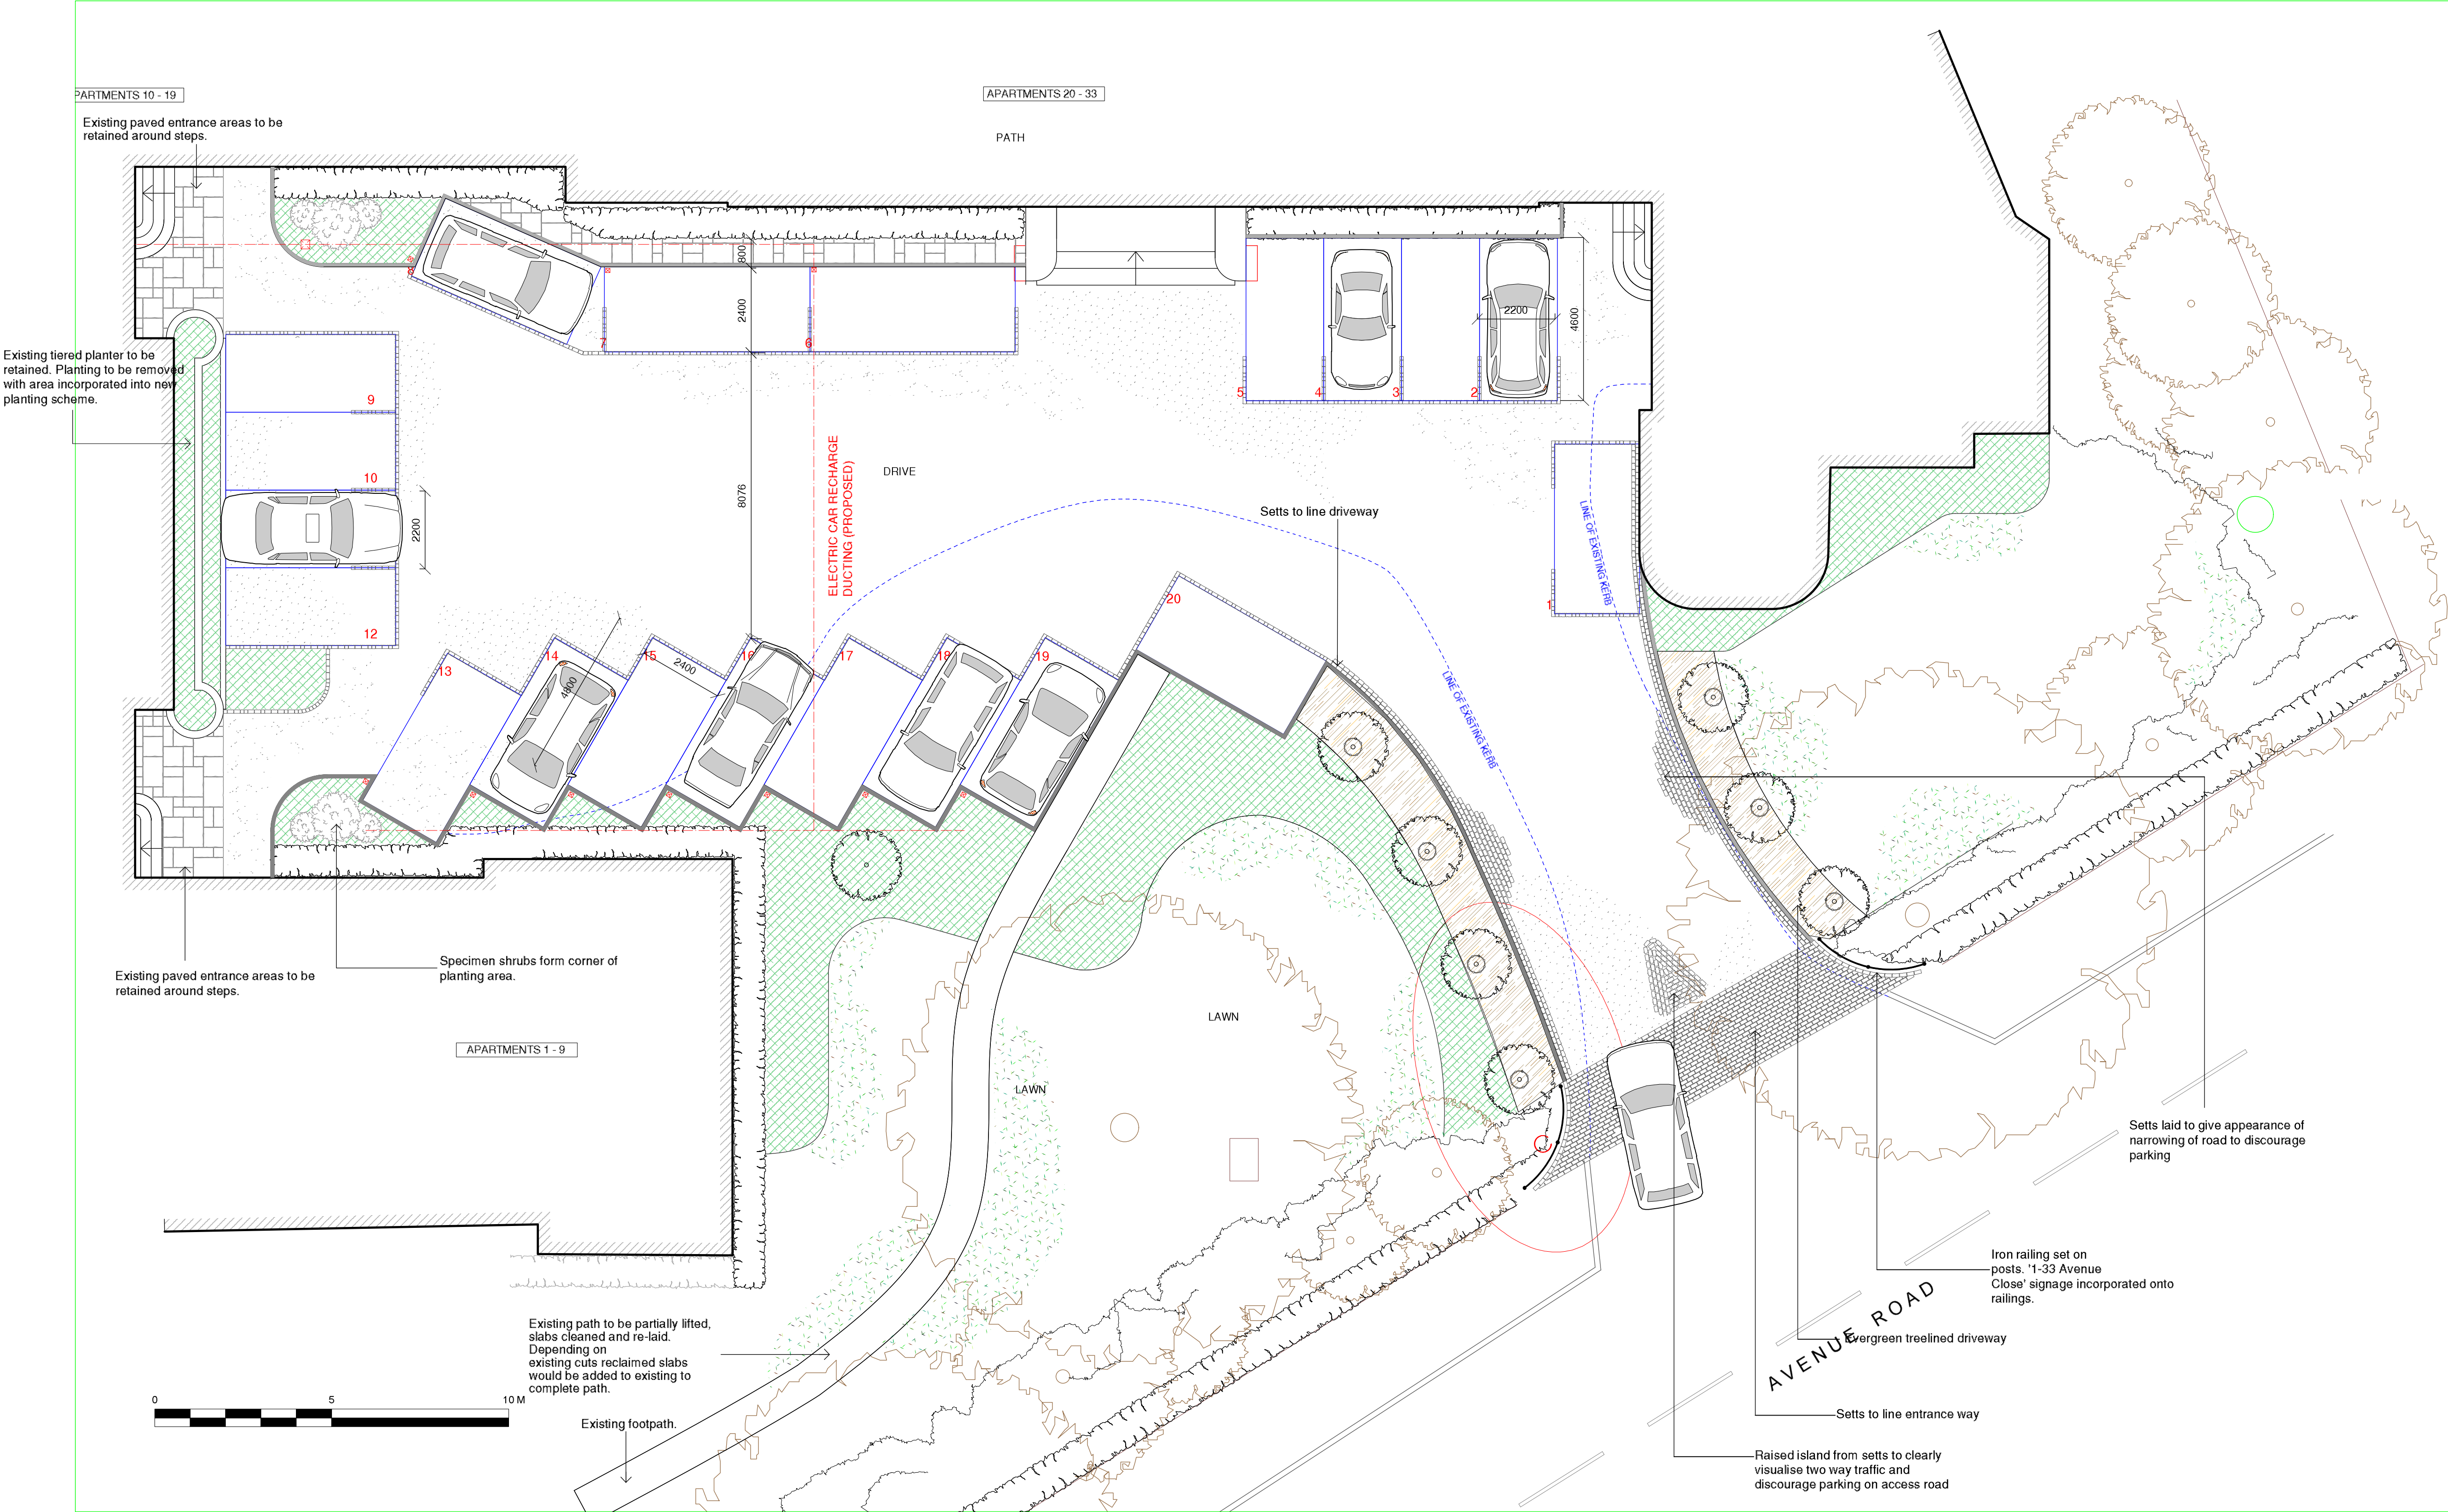 PARTMENTS 10 - 19
APARTMENTS 20 - 33
Existing paved entrance areas to be
retained around steps.
PATH
800
2400
8
7
6
2200
4600
5
4
3
2
Existing tiered planter to be
retained. Planting to be removed
with area incorporated into new
planting scheme.
9
10
2200
12
8076
ELECTRIC CAR RECHARGE
DUCTING (PROPOSED)
DRIVE
Setts to line driveway
LINE OF EXISTING KERB
1
20
13
14
15
16
17
18
19
4800
2400
LINE OF EXISTING KERB
Existing paved entrance areas to be
retained around steps.
Specimen shrubs form corner of
planting area.
APARTMENTS 1 - 9
LAWN
LAWN
Setts laid to give appearance of
narrowing of road to discourage
parking
Iron railing set on
posts. '1-33 Avenue
Close' signage incorporated onto
railings.
Evergreen treelined driveway
AVENUE ROAD
Setts to line entrance way
Raised island from setts to clearly
visualise two way traffic and
discourage parking on access road
Existing path to be partially lifted,
slabs cleaned and re-laid.
Depending on
existing cuts reclaimed slabs
would be added to existing to
complete path.
Existing footpath.
0 5 10 M